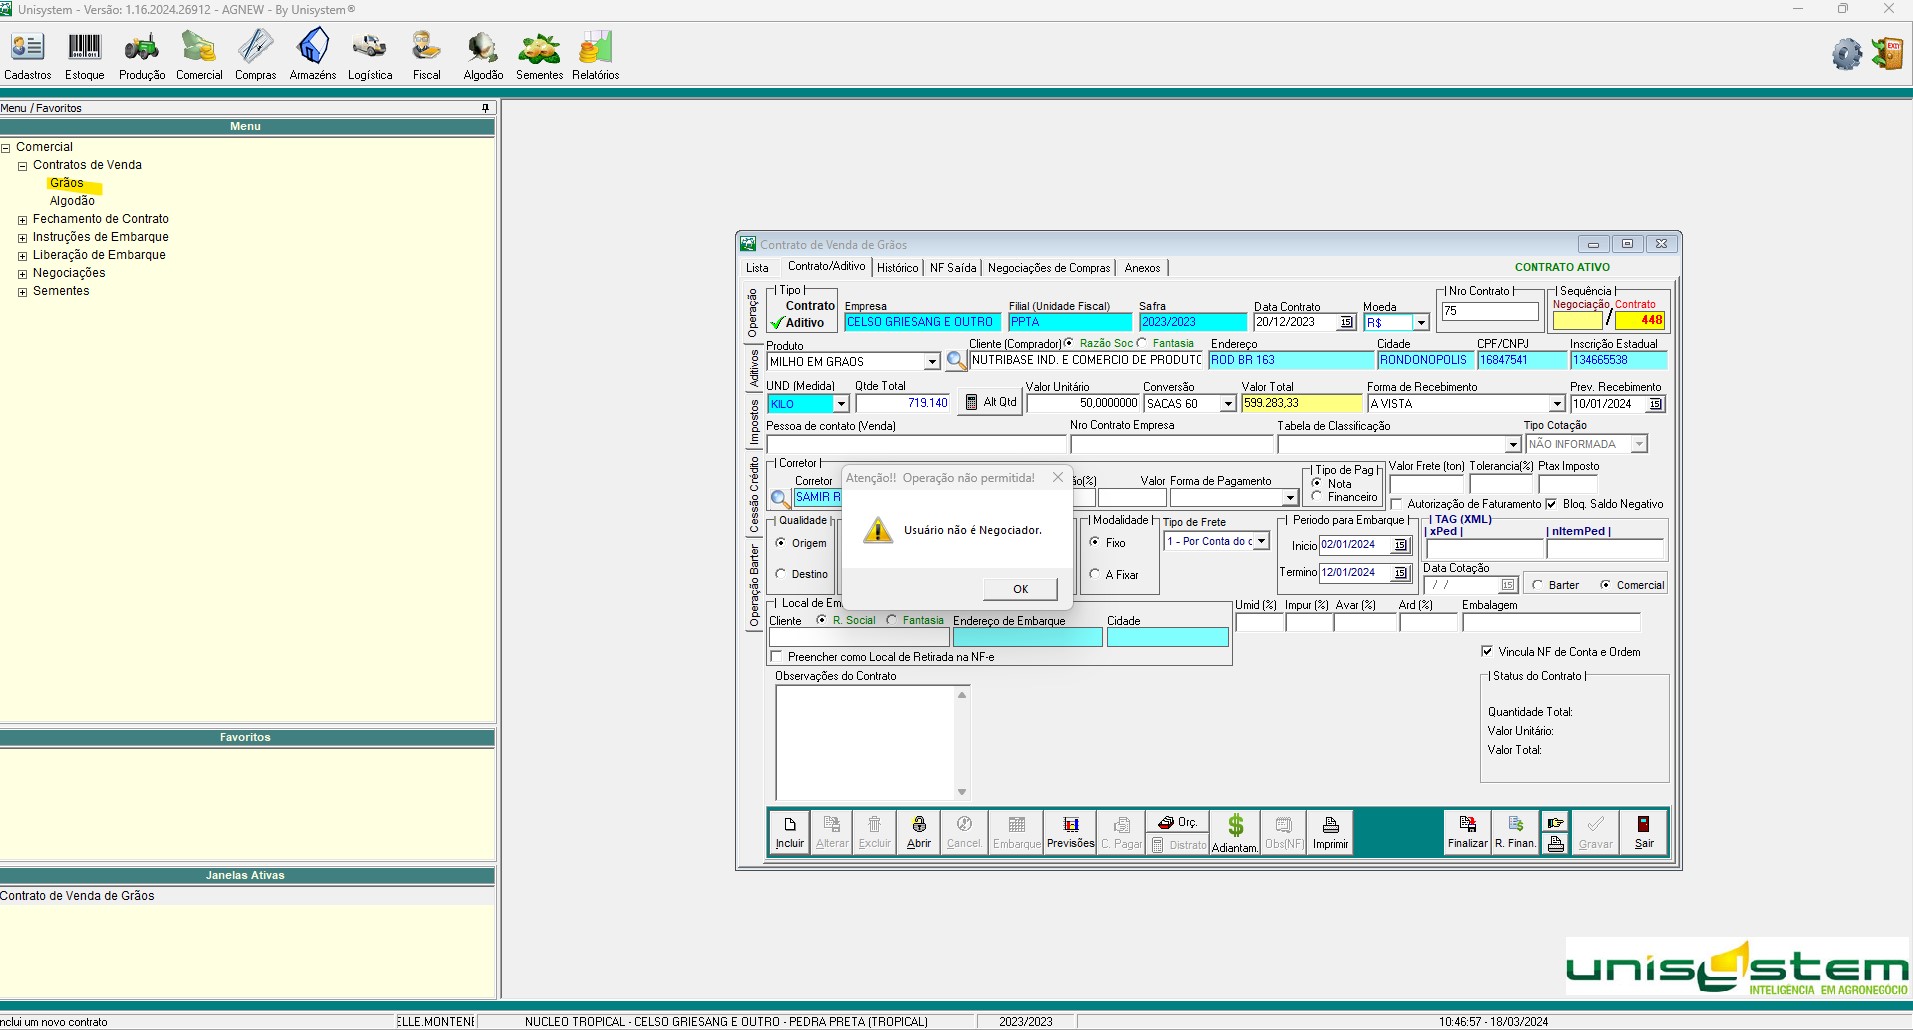 Unisystem - Versão: 1.16.2024.26912 - AGNEW - By Unisystem®
Cadastros Estoque Produção Comercial Compras Armazéns Logística Fiscal Algodão Sementes Relatórios
EXIT
Menu / Favoritos
Menu
Comercial
Contratos de Venda
Grãos
Algodão
Fechamento de Contrato
Instruções de Embarque
Liberação de Embarque
Negociações
Sementes
Favoritos
Janelas Ativas
Contrato de Venda de Grãos
Contrato de Venda de Grãos
Lista Contrato/Aditivo Histórico NF Saída Negociações de Compras Anexos
CONTRATO ATIVO
Operação
Aditivos
Impostos
Cessão Crédito
Operação Barter
| Tipo |
Contrato
Aditivo
Empresa Filial (Unidade Fiscal) Safra Data Contrato Moeda
CELSO GRIESANG E OUTRO PPTA 2023/2023 20/12/2023 15 R$
| Nro Contrato |
75
| Sequência |
Negociação Contrato
/ 448
Produto Cliente (Comprador) Razão Soc Fantasia Endereço Cidade CPF/CNPJ Inscrição Estadual
MILHO EM GRAOS NUTRIBASE IND. E COMERCIO DE PRODUTO ROD BR 163 RONDONOPOLIS 16847541 134665538
UND (Medida) Qtde Total Valor Unitário Conversão Valor Total Forma de Recebimento Prev. Recebimento
KILO 719.140 Alt Qtd 50,0000000 SACAS 60 599.283,33 A VISTA 10/01/2024 15
Pessoa de contato (Venda) Nro Contrato Empresa Tabela de Classificação Tipo Cotação
NÃO INFORMADA
| Corretor |
Corretor
SAMIR R
ão(%) Valor Forma de Pagamento
| Tipo de Pag |
Nota
Financeiro
Valor Frete (ton) Tolerancia(%) Ptax Imposto
Autorização de Faturamento Bloq. Saldo Negativo
Atenção!! Operação não permitida!
Usuário não é Negociador.
OK
| Qualidade |
Origem
Destino
| Modalidade |
Fixo
A Fixar
Tipo de Frete
1 - Por Conta do c
| Periodo para Embarque |
Inicio 02/01/2024 15
Termino 12/01/2024 15
| TAG (XML)
| xPed | | nItemPed |
Data Cotação
/ / 15
Barter Comercial
| Local de Em
Cliente R. Social Fantasia Endereço de Embarque Cidade
Preencher como Local de Retirada na NF-e
Umid (%) Impur (%) Avar (%) Ard (%) Embalagem
Vincula NF de Conta e Ordem
Observações do Contrato
| Status do Contrato |
Quantidade Total:
Valor Unitário:
Valor Total:
Incluir Alterar Excluir Abrir Cancel. Embarque Previsões C. Pagar Orç. Distrato Adiantam. Obs(NF) Imprimir Finalizar R. Finan. Gravar Sair
unisystem
INTELIGÊNCIA EM AGRONEGÓCIO
nclui um novo contrato ELLE.MONTENE NUCLEO TROPICAL - CELSO GRIESANG E OUTRO - PEDRA PRETA (TROPICAL) 2023/2023 10:46:57 - 18/03/2024